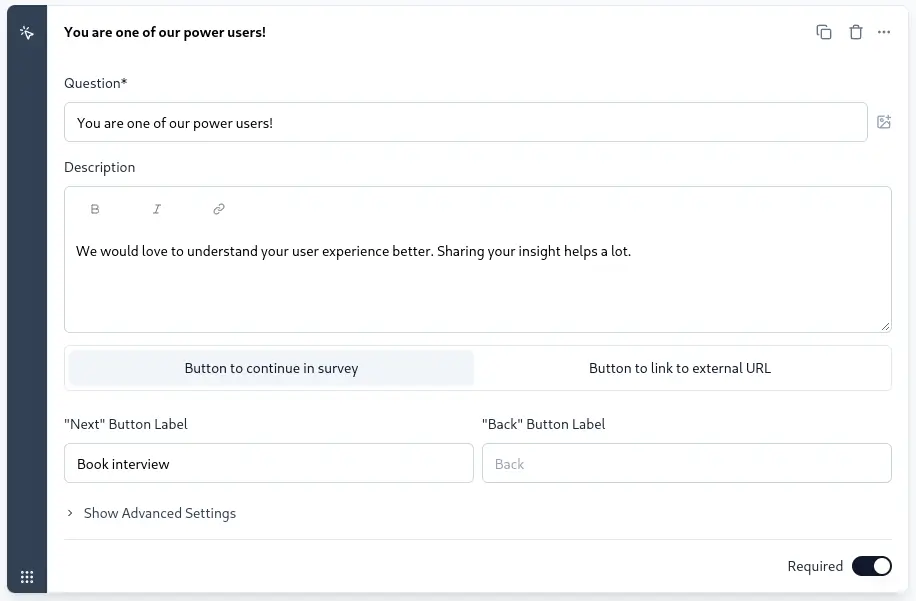 You are one of our power users!
Question*
You are one of our power users!
Description
B I
We would love to understand your user experience better. Sharing your insight helps a lot.
Button to continue in survey Button to link to external URL
"Next" Button Label "Back" Button Label
Book interview Back
Show Advanced Settings
Required